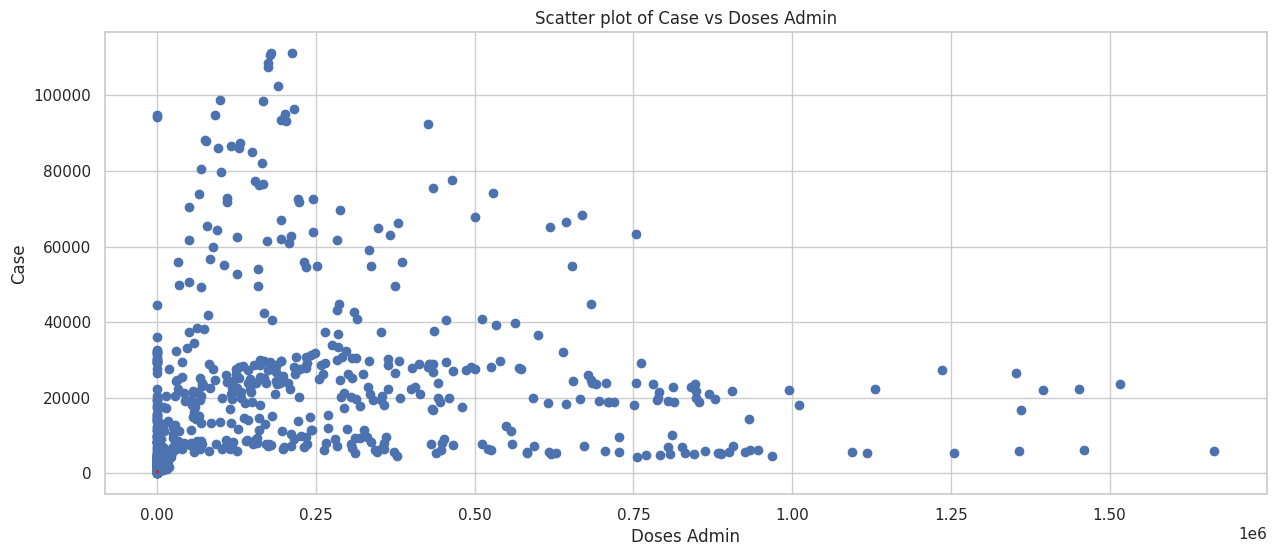 Scatter plot of Case vs Doses Admin
Case
100000
80000
60000
40000
20000
0
0.00 0.25 0.50 0.75 1.00 1.25 1.50
1e6
Doses Admin